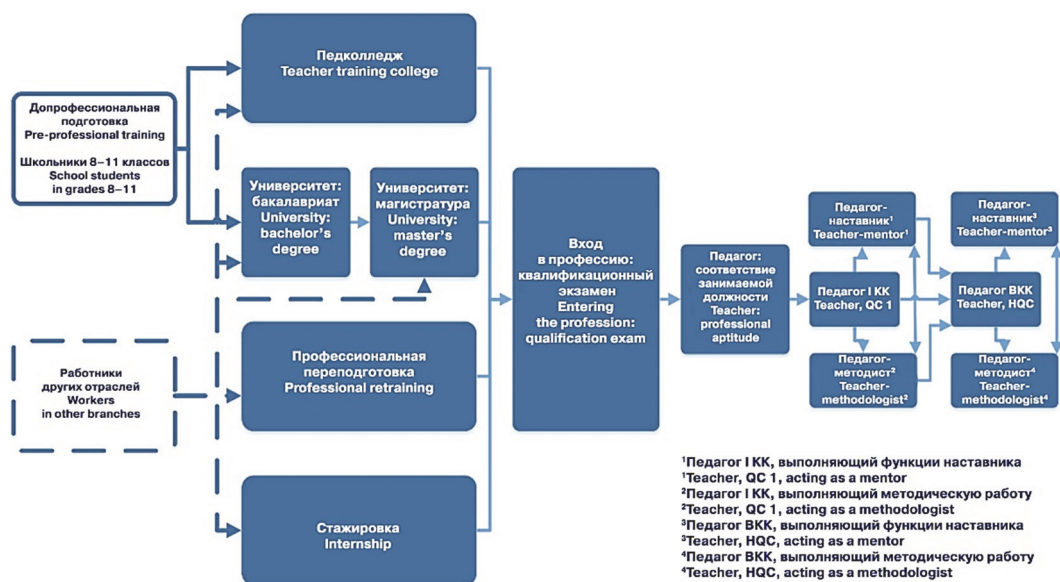 Педколледж
Teacher training college
Допрофессиональная
подготовка
Pre-professional training
Школьники 8–11 классов
School students
in grades 8–11
Университет:
бакалавриат
University:
bachelor's
degree
Университет:
магистратура
University:
master's
degree
Работники
других отраслей
Workers
in other branches
Профессиональная
переподготовка
Professional retraining
Стажировка
Internship
Вход
в профессию:
квалификационный
экзамен
Entering
the profession:
qualification exam
Педагог:
соответствие
занимаемой
должности
Teacher:
professional
aptitude
Педагог-
наставник¹
Teacher-mentor¹
Педагог I КК
Teacher, QC 1
Педагог-
методист²
Teacher-
methodologist²
Педагог-
наставник³
Teacher-mentor³
Педагог ВКК
Teacher, HQC
Педагог-
методист⁴
Teacher-
methodologist⁴
¹Педагог I КК, выполняющий функции наставника
¹Teacher, QC 1, acting as a mentor
²Педагог I КК, выполняющий методическую работу
²Teacher, QC 1, acting as a methodologist
³Педагог ВКК, выполняющий функции наставника
³Teacher, HQC, acting as a mentor
⁴Педагог ВКК, выполняющий методическую работу
⁴Teacher, HQC, acting as a methodologist